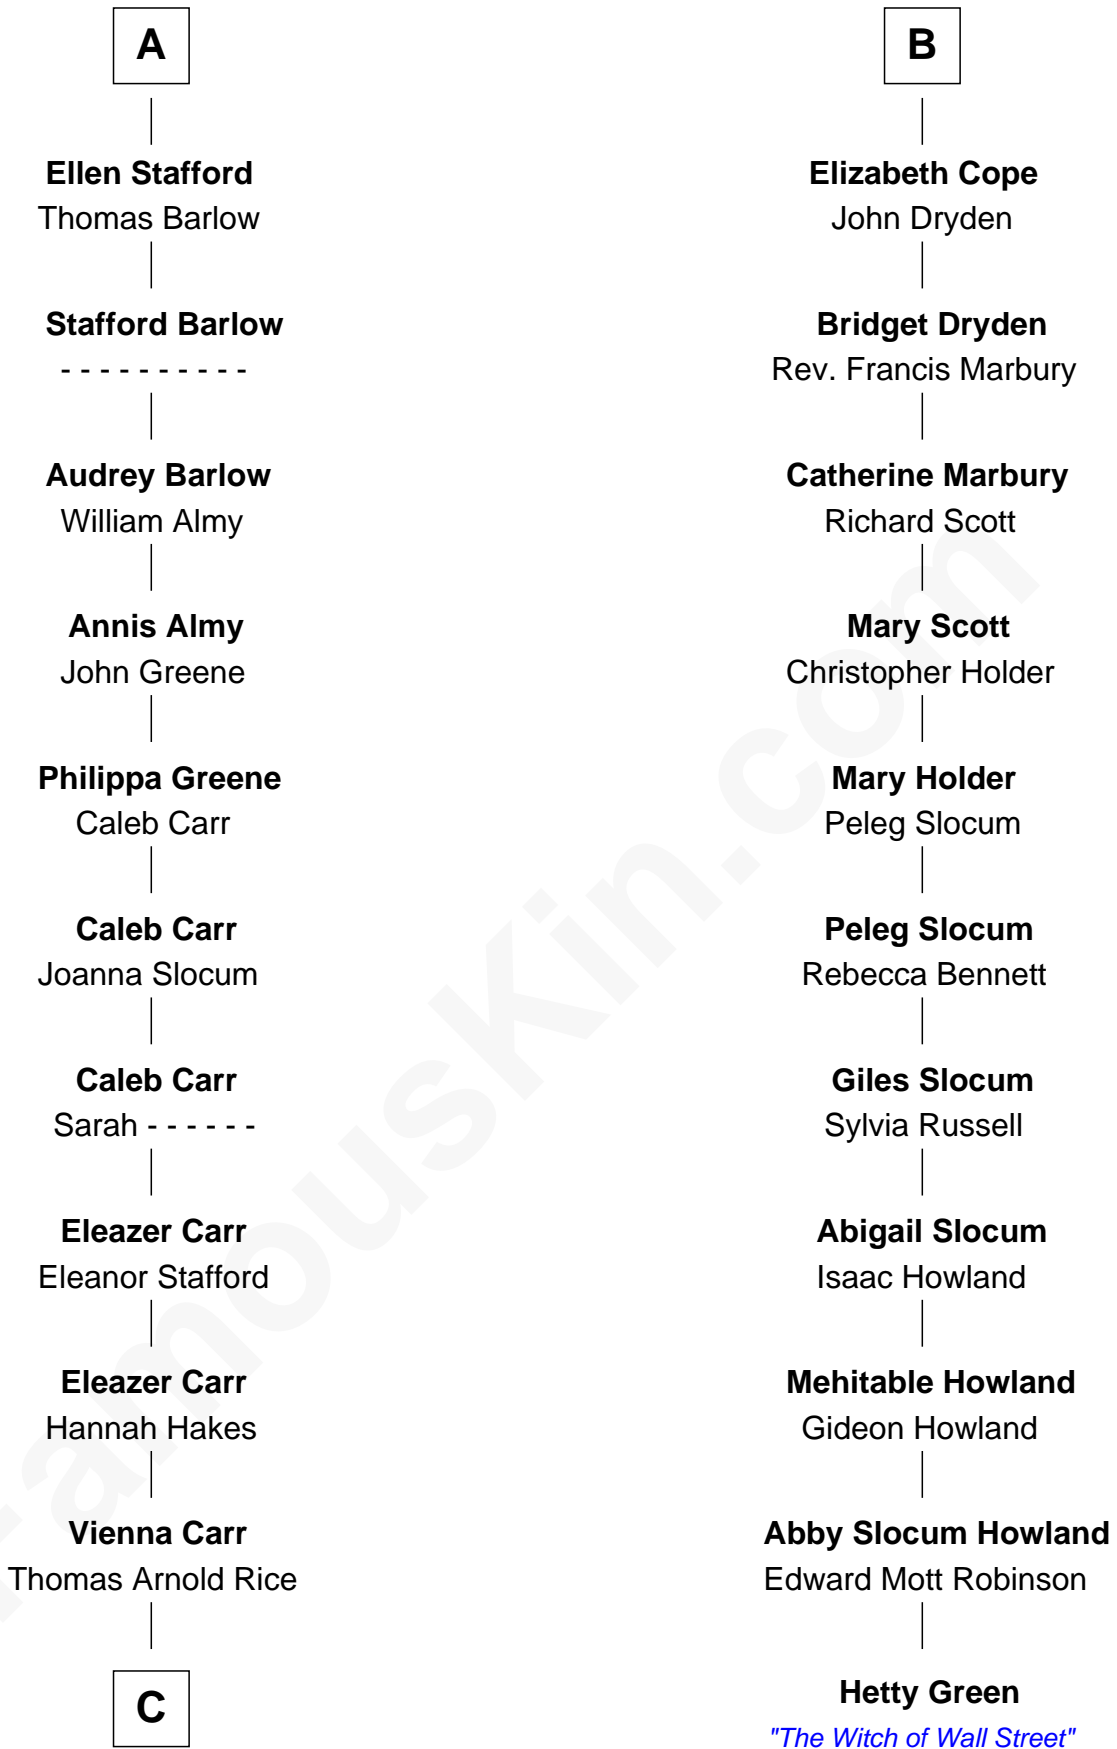 A
Ellen Stafford
Thomas Barlow
Stafford Barlow
- - - - - - - - - -
Audrey Barlow
William Almy
Annis Almy
John Greene
Philippa Greene
Caleb Carr
Caleb Carr
Joanna Slocum
Caleb Carr
Sarah - - - - - -
Eleazer Carr
Eleanor Stafford
Eleazer Carr
Hannah Hakes
Vienna Carr
Thomas Arnold Rice
C
B
Elizabeth Cope
John Dryden
Bridget Dryden
Rev. Francis Marbury
Catherine Marbury
Richard Scott
Mary Scott
Christopher Holder
Mary Holder
Peleg Slocum
Peleg Slocum
Rebecca Bennett
Giles Slocum
Sylvia Russell
Abigail Slocum
Isaac Howland
Mehitable Howland
Gideon Howland
Abby Slocum Howland
Edward Mott Robinson
Hetty Green
"The Witch of Wall Street"
FamousKin.com